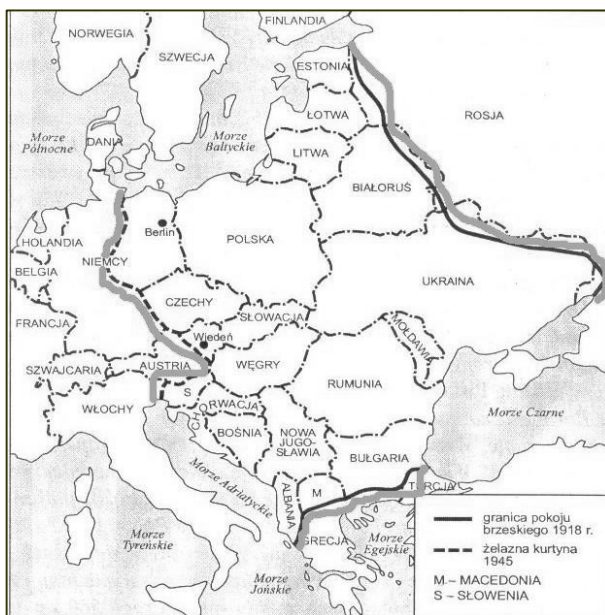 FINLANDIA
NORWEGIA
SZWECJA
ESTONIA
ROSJA
ŁOTWA
Morze
Północne
DANIA
Morze
Bałtyckie
LITWA
BIAŁORUŚ
Berlin
HOLANDIA
POLSKA
NIEMCY
BELGIA
UKRAINA
CZECHY
SŁOWACJA
FRANCJA
Wiedeń
MOŁDAWIA
SZWAJCARIA
AUSTRIA
WĘGRY
RUMUNIA
S
CHORWACJA
WŁOCHY
Morze Czarne
BOŚNIA
NOWA
JUGO-
SŁAWIA
BUŁGARIA
Morze Adriatyckie
ALBANIA
M
TURCJA
Morze
Tyreńskie
GRECJA
Morze
Egejskie
Morze
Jońskie
granica pokoju
brzeskiego 1918 r.
żelazna kurtyna
1945
M – MACEDONIA
S – SŁOWENIA